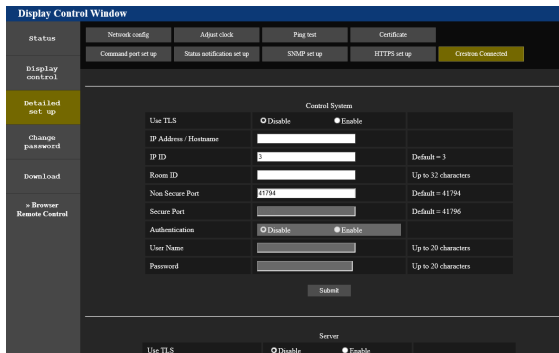 Display Control Window
Status
Display
control
Detailed
set up
Change
password
Download
» Browser
Remote Control
Network config
Adjust clock
Ping test
Certificate
Command port set up
Status notification set up
SNMP set up
HTTPS set up
Crestron Connected
Control System
Use TLS Disable Enable
IP Address / Hostname
IP ID 3 Default = 3
Room ID Up to 32 characters
Non Secure Port 41794 Default = 41794
Secure Port Default = 41796
Authentication Disable Enable
User Name Up to 20 characters
Password Up to 20 characters
Submit
Server
Use TLS Disable Enable